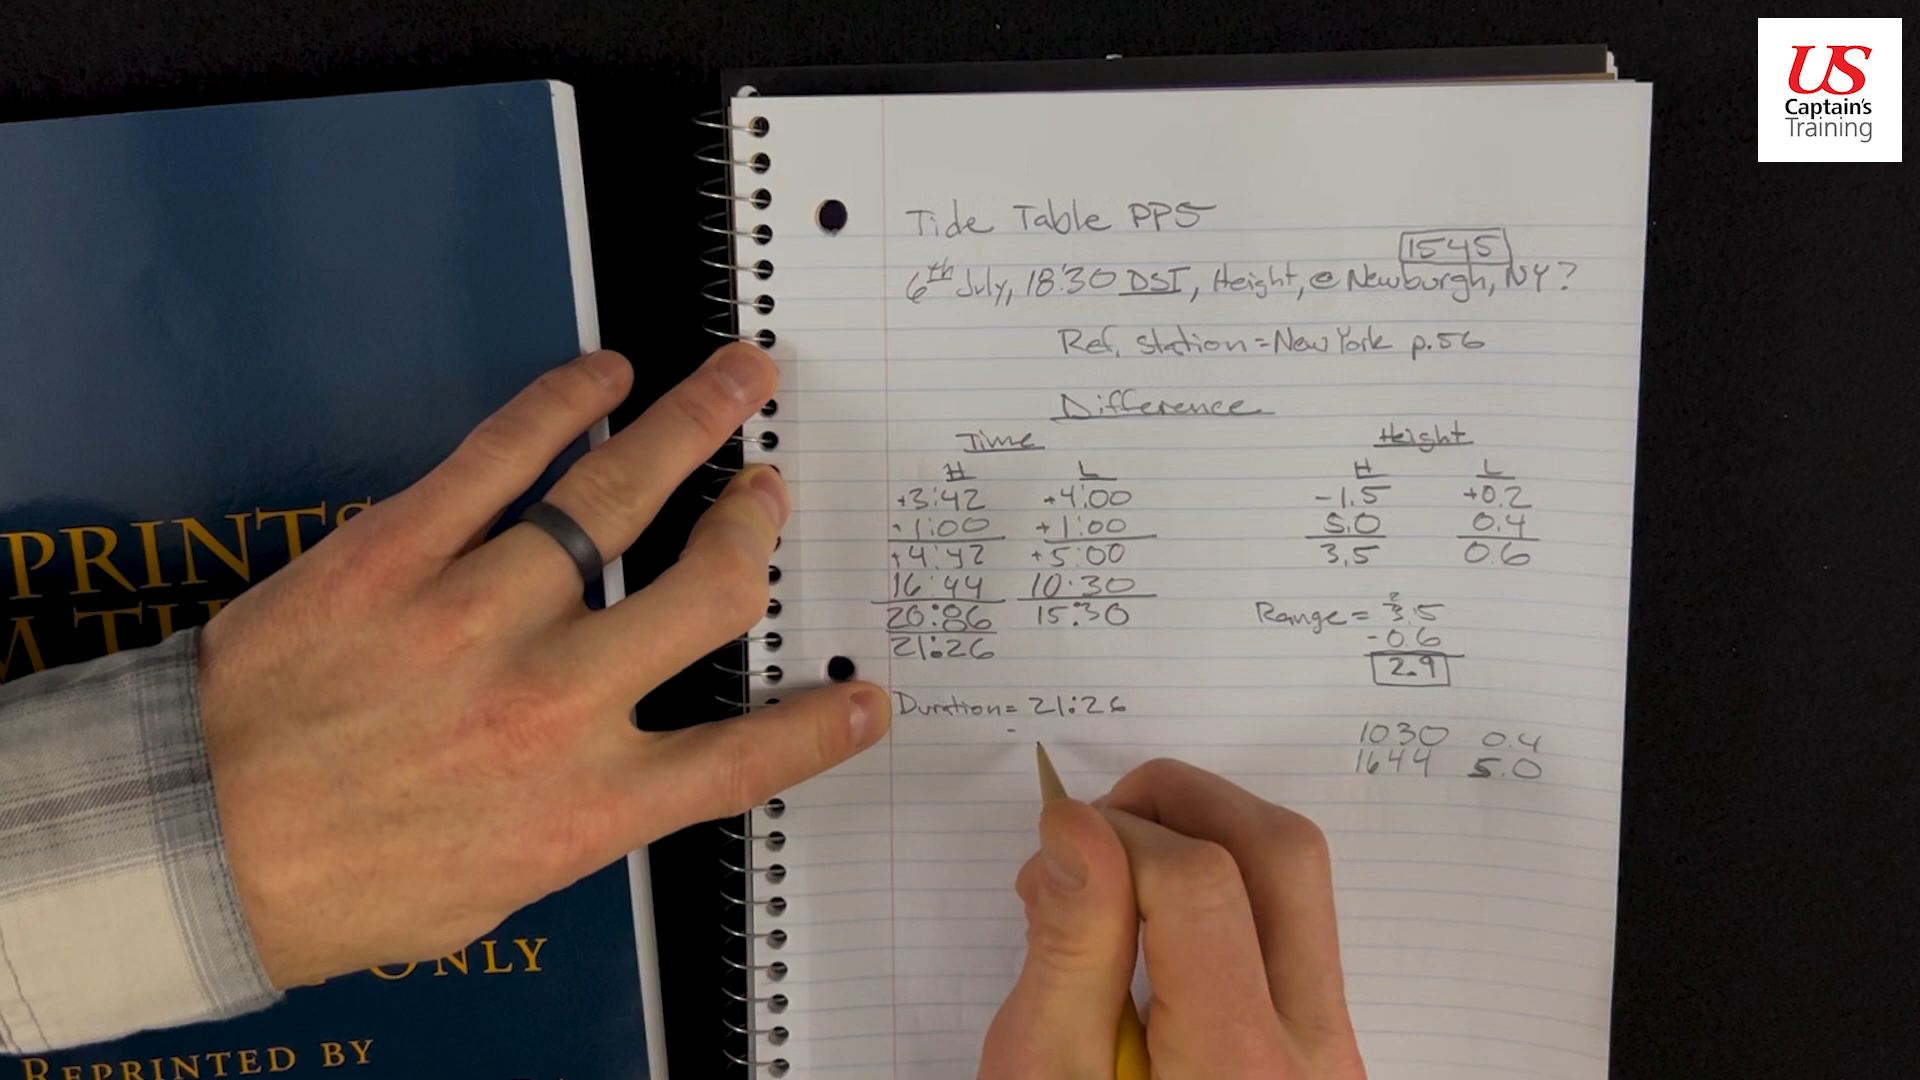 US
Captain's
Training
Tide Table PP5
1545
6th July, 18:30 DST, Height, @ Newburgh, NY?
Ref. station = New York p.56
Difference
Time Height
H L H L
+3:42 +4:00 -1.5 +0.2
+1:00 +1:00 5.0 0.4
+4:42 +5:00 3.5 0.6
16:44 10:30
20:86 15:30
21:26
Range = 3.5
2
-0.6
2.9
Duration = 21:26
-
1030 0.4
1644 5.0
PRINTS
ONLY
REPRINTED BY